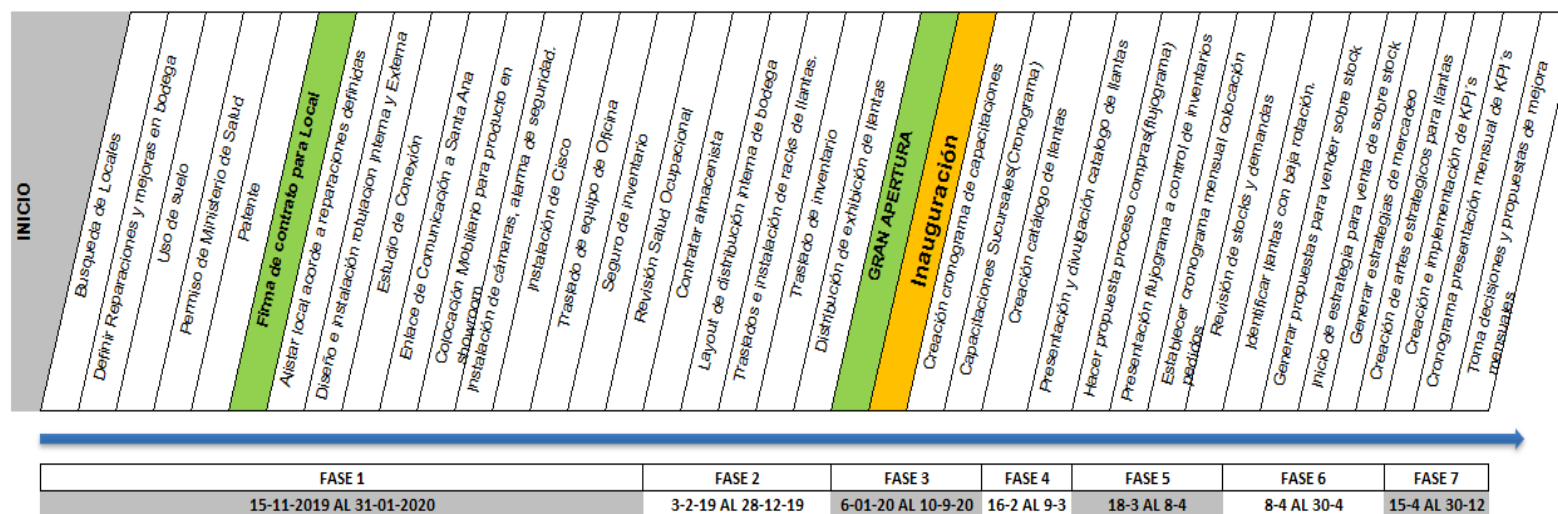 INICIO
Busqueda de Locales
Definir Reparaciones y mejoras en bodega
Uso de suelo
Permiso de Ministerio de Salud
Patente
Firma de contrato para Local
Alistar local acorde a reparaciones definidas
Diseño e instalación rotulacion Interna y Externa
Estudio de Conexión
Enlace de Comunicación a Santa Ana
Colocación Mobiliario para producto en
showroom
Instalación de cámaras, alarma de seguridad.
Instalación de Cisco
Traslado de equipo de Oficina
Seguro de inventario
Revisión Salud Ocupacional
Contratar almacenista
Layout de distribución interna de bodega
Traslados e instalación de racks de llantas.
Traslado de inventario
Distribución de exhibición de llantas
GRAN APERTURA
Inauguración
Creación cronograma de capacitaciones
Capacitaciones Sucursales(Cronograma)
Creación catálogo de llantas
Presentación y divulgación catalogo de llantas
Hacer propuesta proceso compras(flujograma)
Presentación flujograma a control de inventarios
Establecer cronograma mensual colocación
pedidos
Revisión de stocks y demandas
Identificar llantas con baja rotación.
Generar propuestas para vender sobre stock
Inicio de estrategia para venta de sobre stock
Generar estrategias de mercadeo
Creación de artes estrategicos para llantas
Creación e implementación de KPI´s
Cronograma presentación mensual de KPI´s
Toma decisiones y propuestas de mejora
mensuales
FASE 1 FASE 2 FASE 3 FASE 4 FASE 5 FASE 6 FASE 7
15-11-2019 AL 31-01-2020 3-2-19 AL 28-12-19 6-01-20 AL 10-9-20 16-2 AL 9-3 18-3 AL 8-4 8-4 AL 30-4 15-4 AL 30-12